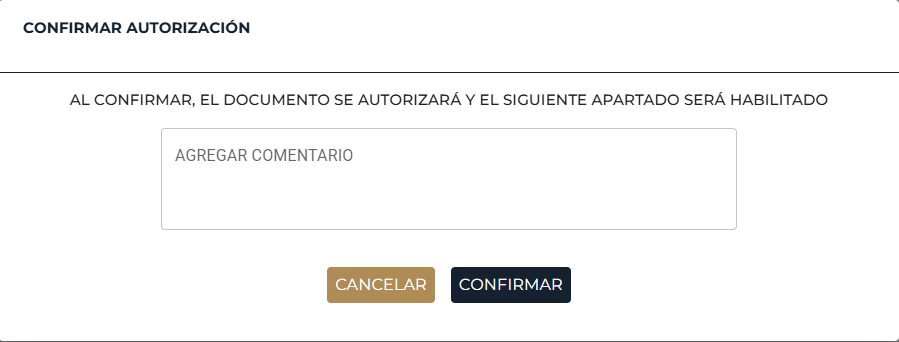 CONFIRMAR AUTORIZACIÓN
AL CONFIRMAR, EL DOCUMENTO SE AUTORIZARÁ Y EL SIGUIENTE APARTADO SERÁ HABILITADO
AGREGAR COMENTARIO
CANCELAR CONFIRMAR